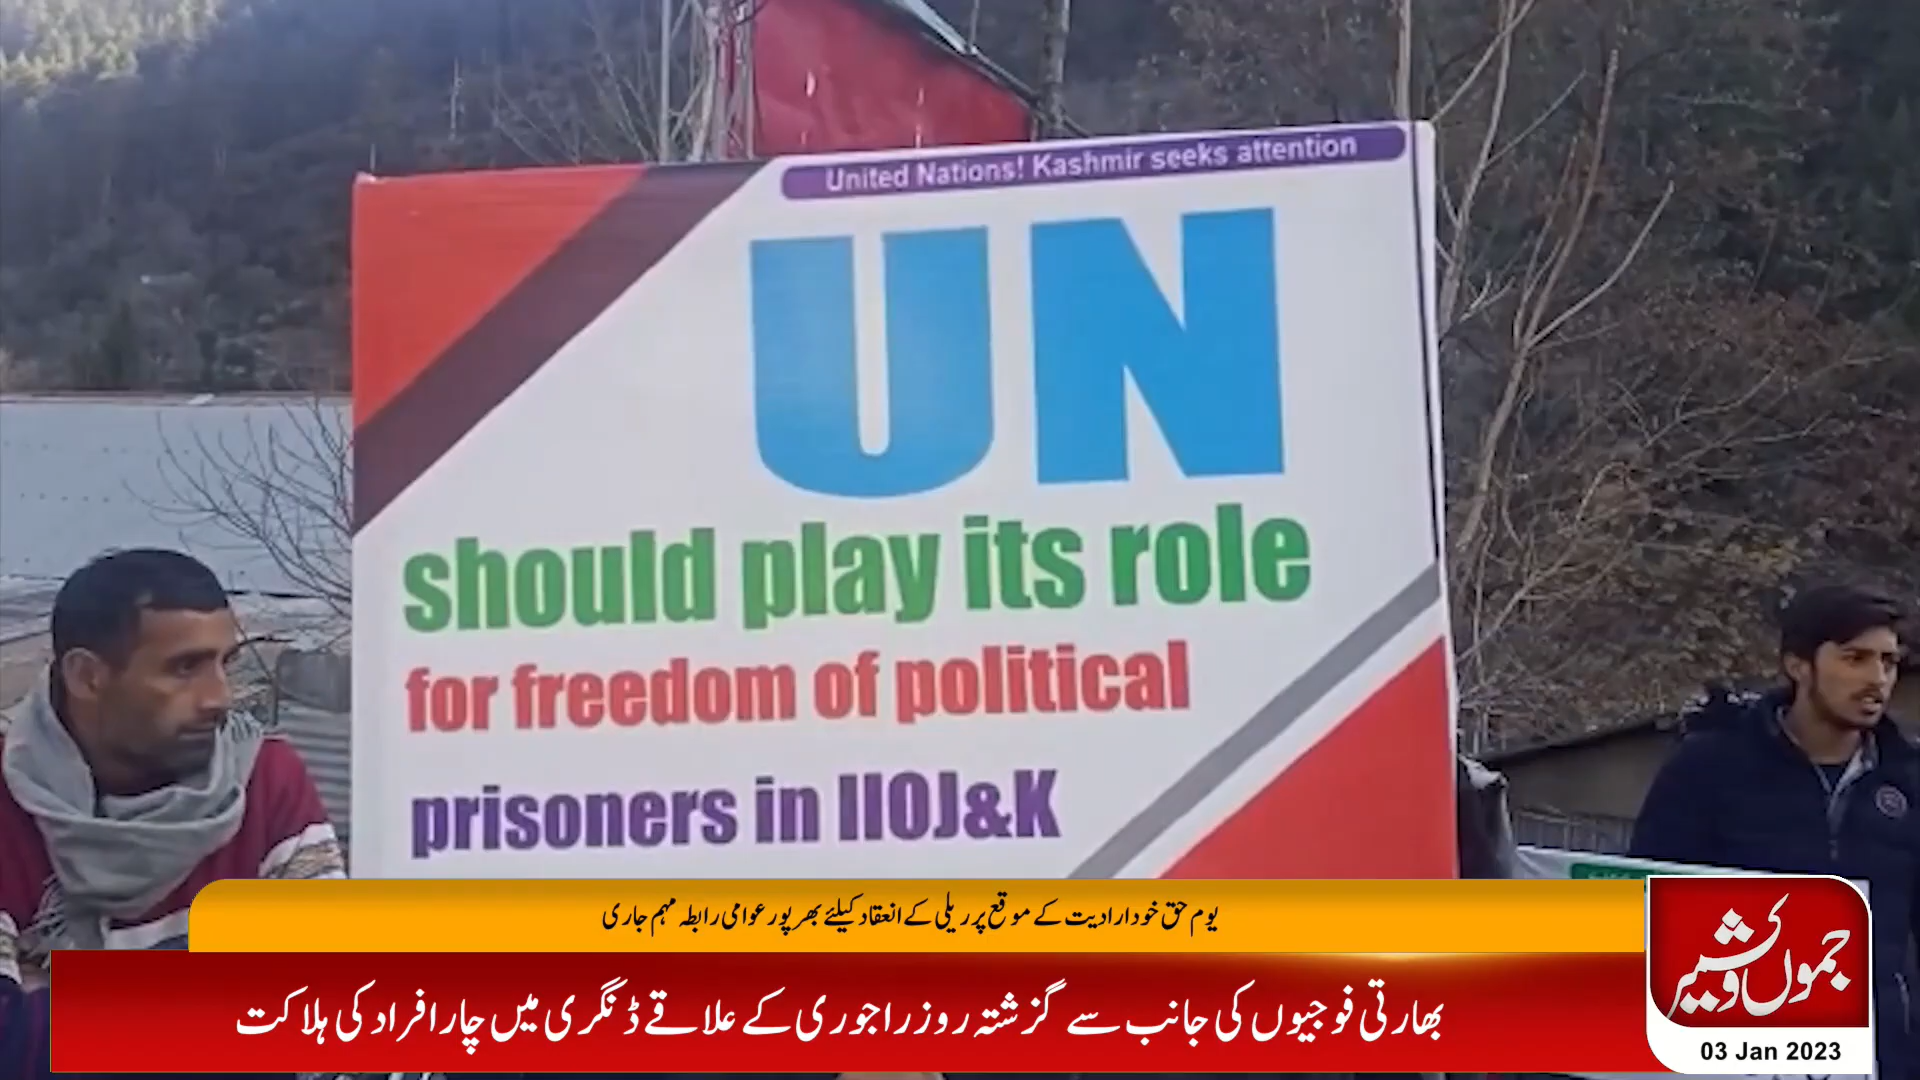 United Nations! Kashmir seeks attention
UN
should play its role
for freedom of political
prisoners in IIOJ&K
یوم حق خودارادیت کے موقع پر ریلی کے انعقاد کیلئے بھرپور عوامی رابطہ مہم جاری
بھارتی فوجیوں کی جانب سے گزشتہ روز راجوری کے علاقے ڈنگری میں چار افراد کی ہلاکت
جموں و کشمیر
03 Jan 2023